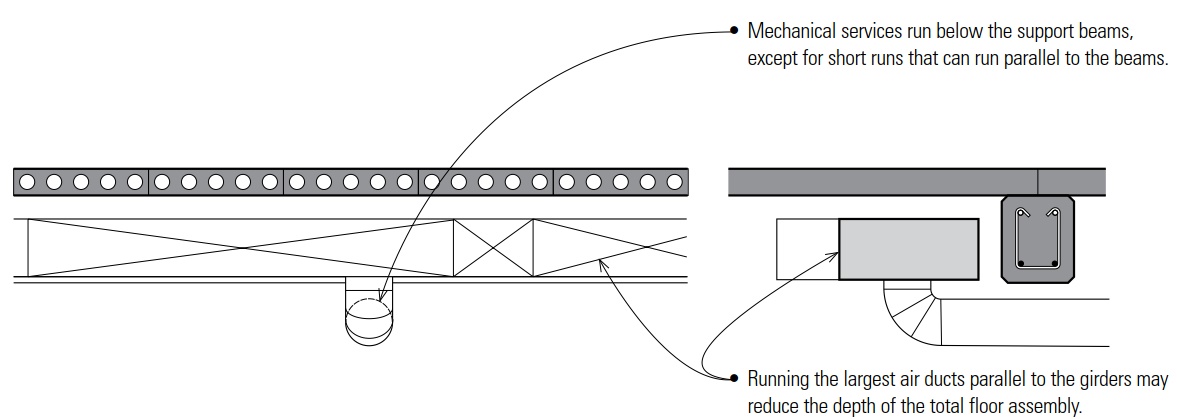 Mechanical services run below the support beams,
except for short runs that can run parallel to the beams.
Running the largest air ducts parallel to the girders may
reduce the depth of the total floor assembly.